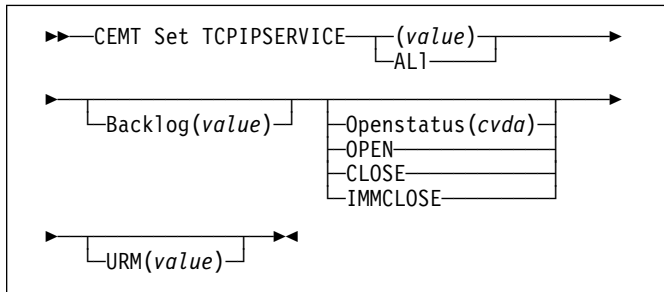 CEMT Set TCPIPSERVICE (value)
ALl
Backlog(value) Openstatus(cvda)
OPEN
CLOSE
IMMCLOSE
URM(value)